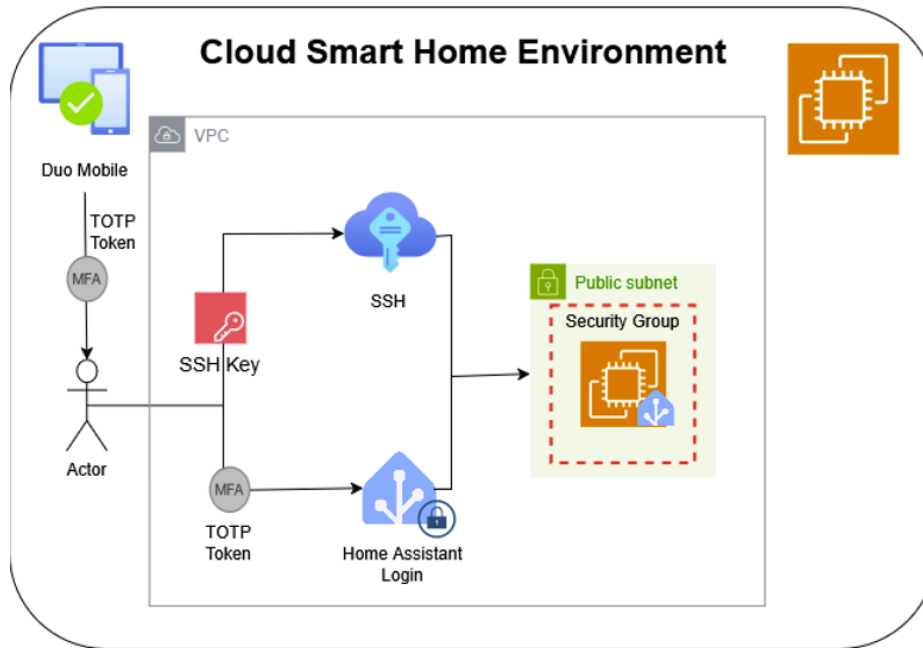 Cloud Smart Home Environment
Duo Mobile
TOTP
Token
MFA
Actor
VPC
SSH
SSH Key
MFA
TOTP
Token
Home Assistant
Login
Public subnet
Security Group